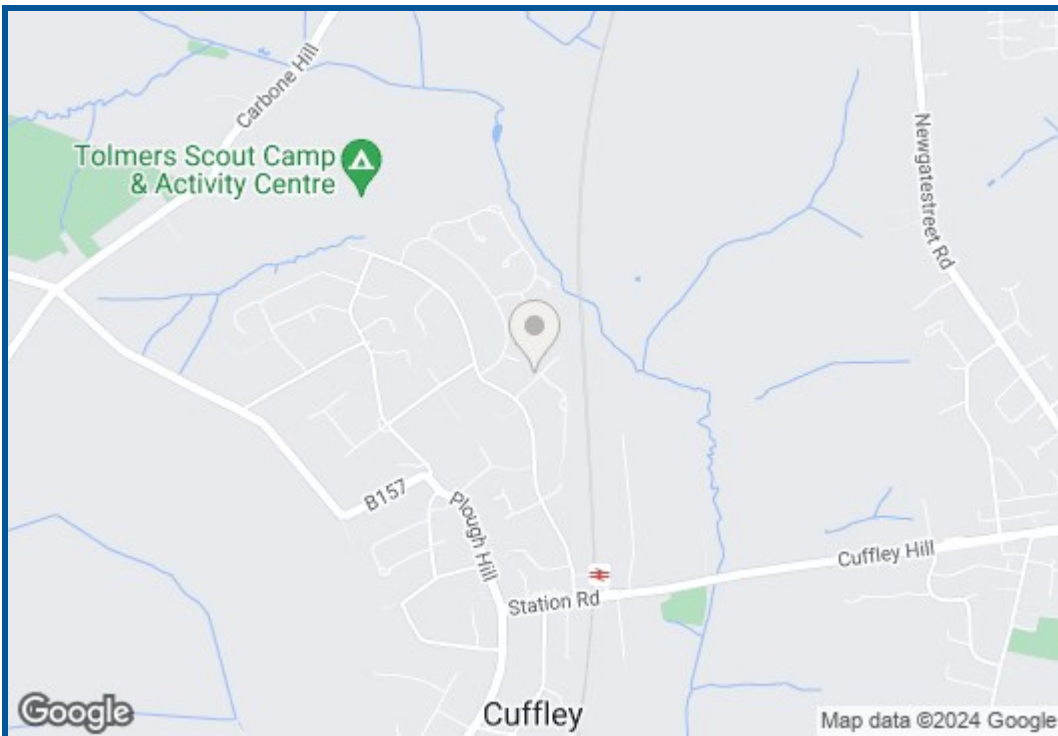 Carbone Hill
Tolmers Scout Camp
& Activity Centre
Newgatestreet Rd
B157
Plough Hill
Cuffley Hill
Station Rd
Cuffley
Google
Map data ©2024 Google